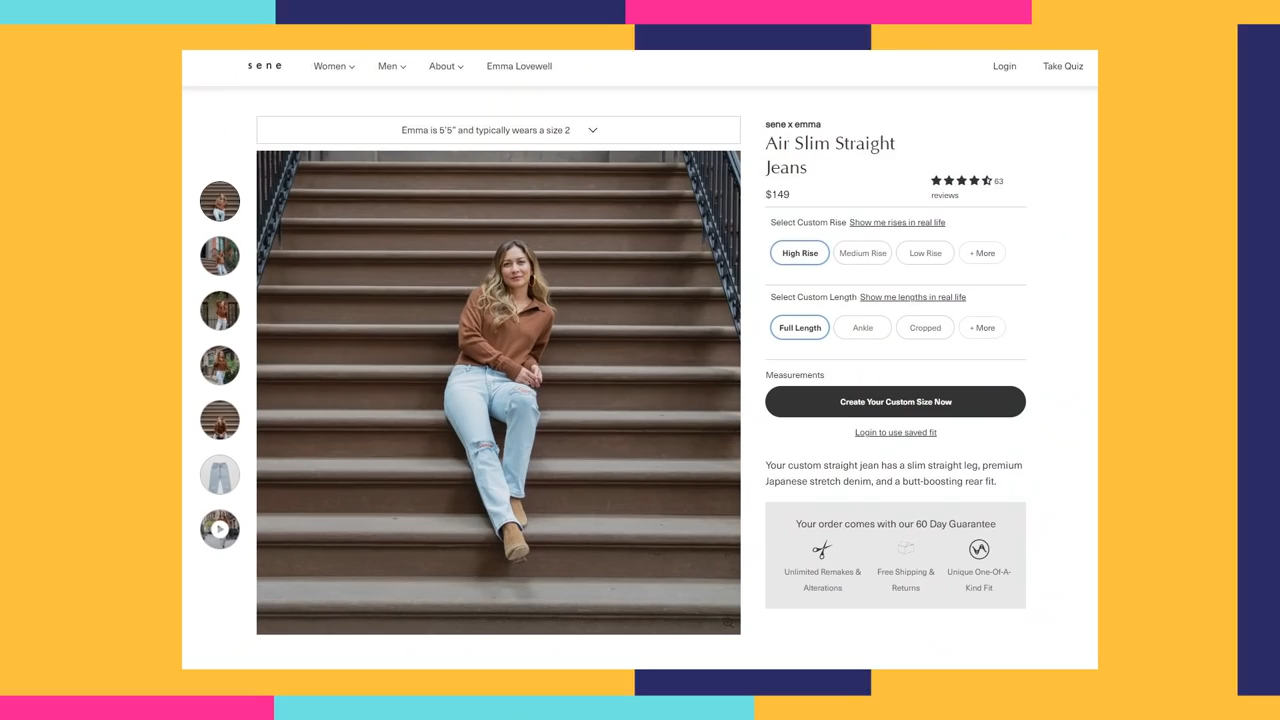 sene
Women
Men
About
Emma Lovewell
Login
Take Quiz
Emma is 5'5" and typically wears a size 2
sene x emma
Air Slim Straight
Jeans
$149
63
reviews
Select Custom Rise Show me rises in real life
High Rise
Medium Rise
Low Rise
+ More
Select Custom Length Show me lengths in real life
Full Length
Ankle
Cropped
+ More
Measurements
Create Your Custom Size Now
Login to use saved fit
Your custom straight jean has a slim straight leg, premium
Japanese stretch denim, and a butt-boosting rear fit.
Your order comes with our 60 Day Guarantee
Unlimited Remakes &
Alterations
Free Shipping &
Returns
Unique One-Of-A-
Kind Fit